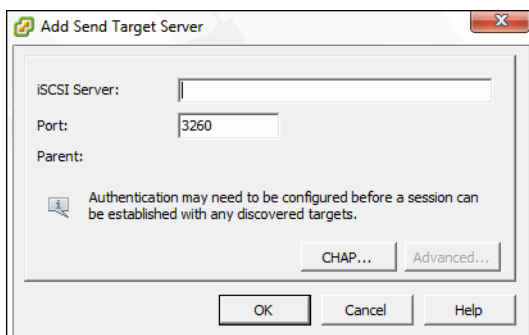 Add Send Target Server
iSCSI Server:
Port: 3260
Parent:
Authentication may need to be configured before a session can
be established with any discovered targets.
CHAP... Advanced...
OK Cancel Help